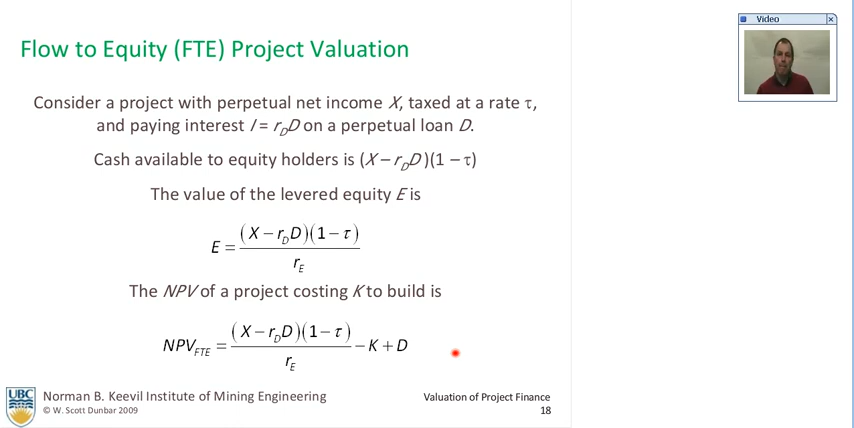 Flow to Equity (FTE) Project Valuation
Consider a project with perpetual net income X, taxed at a rate τ,
and paying interest I = r_D D on a perpetual loan D.
Cash available to equity holders is (X – r_D D )(1 – τ)
The value of the levered equity E is
E = (X − r_D D)(1 − τ) / r_E
The NPV of a project costing K to build is
NPV_FTE = (X − r_D D)(1 − τ) / r_E − K + D
UBC
Norman B. Keevil Institute of Mining Engineering
© W. Scott Dunbar 2009
Valuation of Project Finance
18
Video